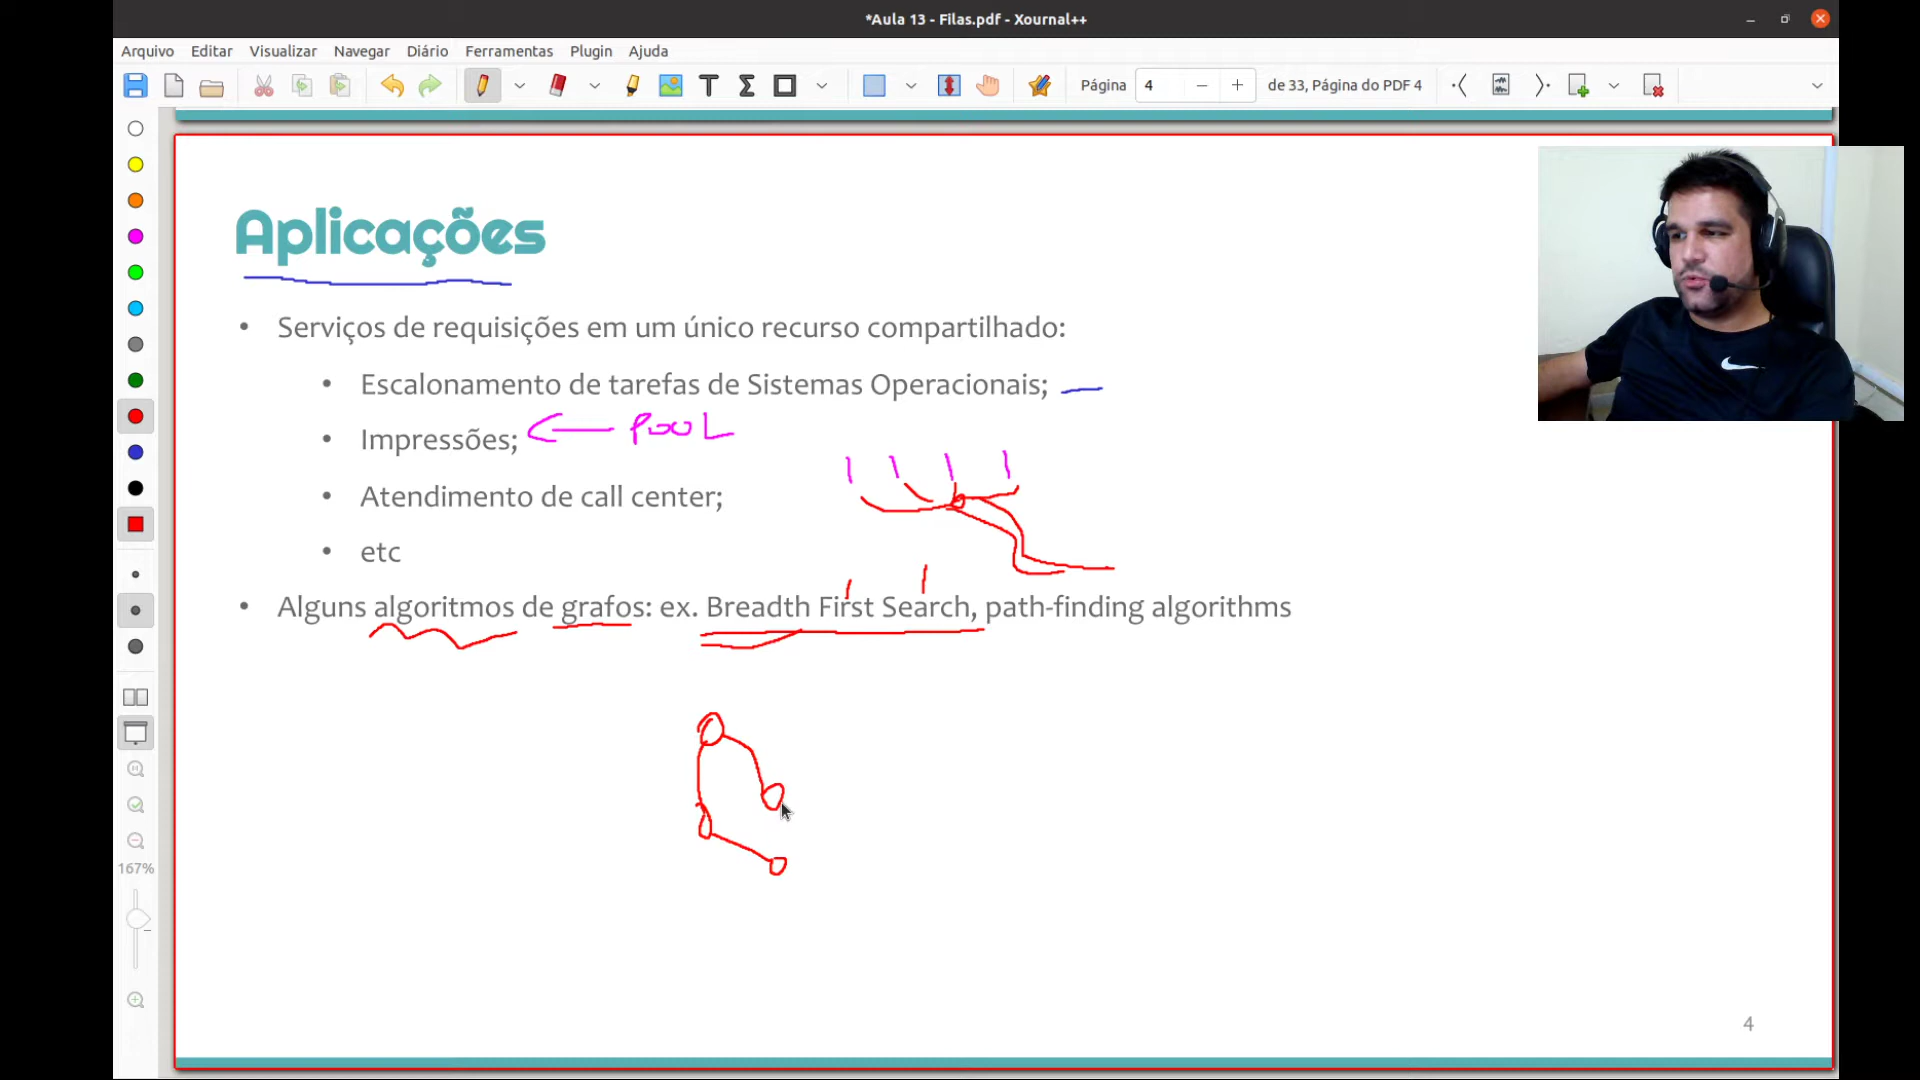 *Aula 13 - Filas.pdf - Xournal++
Arquivo Editar Visualizar Navegar Diário Ferramentas Plugin Ajuda
Página 4 de 33, Página do PDF 4
Aplicações
• Serviços de requisições em um único recurso compartilhado:
• Escalonamento de tarefas de Sistemas Operacionais;
• Impressões; POOL
• Atendimento de call center;
• etc
• Alguns algoritmos de grafos: ex. Breadth First Search, path-finding algorithms
167%
4